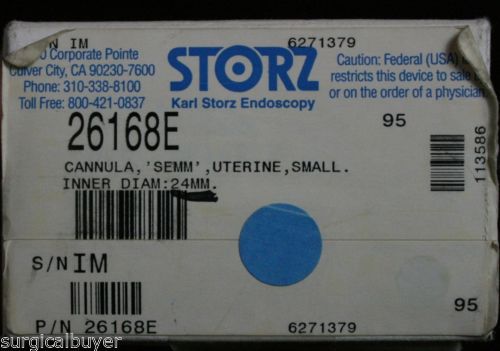 /N IM
6271379
Corporate Pointe
Culver City, CA 90230-7600
Phone: 310-338-8100
Toll Free: 800-421-0837
STORZ
Karl Storz Endoscopy
Caution: Federal (USA)
restricts this device to sale
or on the order of a physician
26168E
95
113586
CANNULA,'SEMM',UTERINE,SMALL.
INNER DIAM:24MM.
S/N IM
95
P/N 26168E
6271379
surgicalbuyer